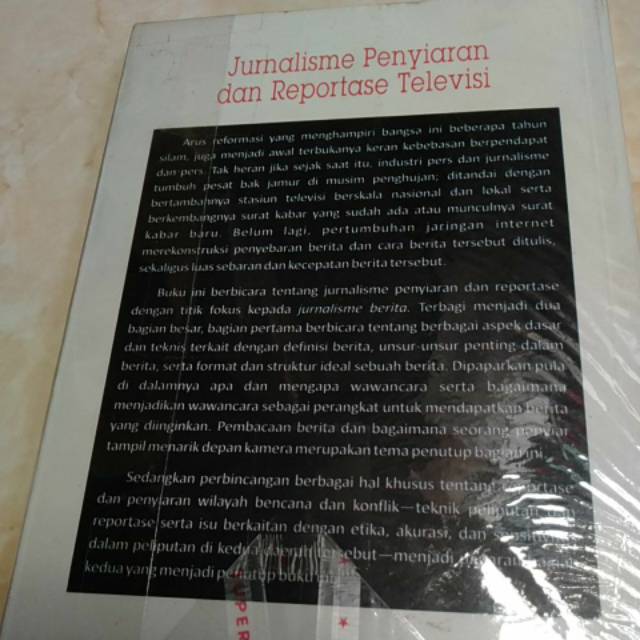 Jurnalisme Penyiaran
dan Reportase Televisi
Arus reformasi yang menghampiri bangsa ini beberapa tahun
silam, juga menjadi awal terbukanya keran kebebasan berpendapat
dan pers. Tak heran jika sejak saat itu, industri pers dan jurnalisme
tumbuh pesat bak jamur di musim penghujan; ditandai dengan
bertambahnya stasiun televisi berskala nasional dan lokal serta
berkembangnya surat kabar yang sudah ada atau munculnya surat
kabar baru. Belum lagi, pertumbuhan jaringan internet
merekonstruksi penyebaran berita dan cara berita tersebut ditulis,
sekaligus luas sebaran dan kecepatan berita tersebut.
Buku ini berbicara tentang jurnalisme penyiaran dan reportase
dengan titik fokus kepada jurnalisme berita. Terbagi menjadi dua
bagian besar, bagian pertama berbicara tentang berbagai aspek dasar
dan teknis terkait dengan definisi berita, unsur-unsur penting dalam
berita, serta format dan struktur ideal sebuah berita. Dipaparkan pula
di dalamnya apa dan mengapa wawancara serta bagaimana
menjadikan wawancara sebagai perangkat untuk mendapatkan berita
yang diinginkan. Pembacaan berita dan bagaimana seorang penyiar
tampil menarik depan kamera merupakan tema penutup bagian ini.
Sedangkan perbincangan berbagai hal khusus tentang reportase
dan penyiaran wilayah bencana dan konflik—teknik peliputan
reportase serta isu berkaitan dengan etika, akurasi, dan
dalam peliputan di kedua daerah tersebut—menjadi
kedua yang menjadi penutup buku
SUPER